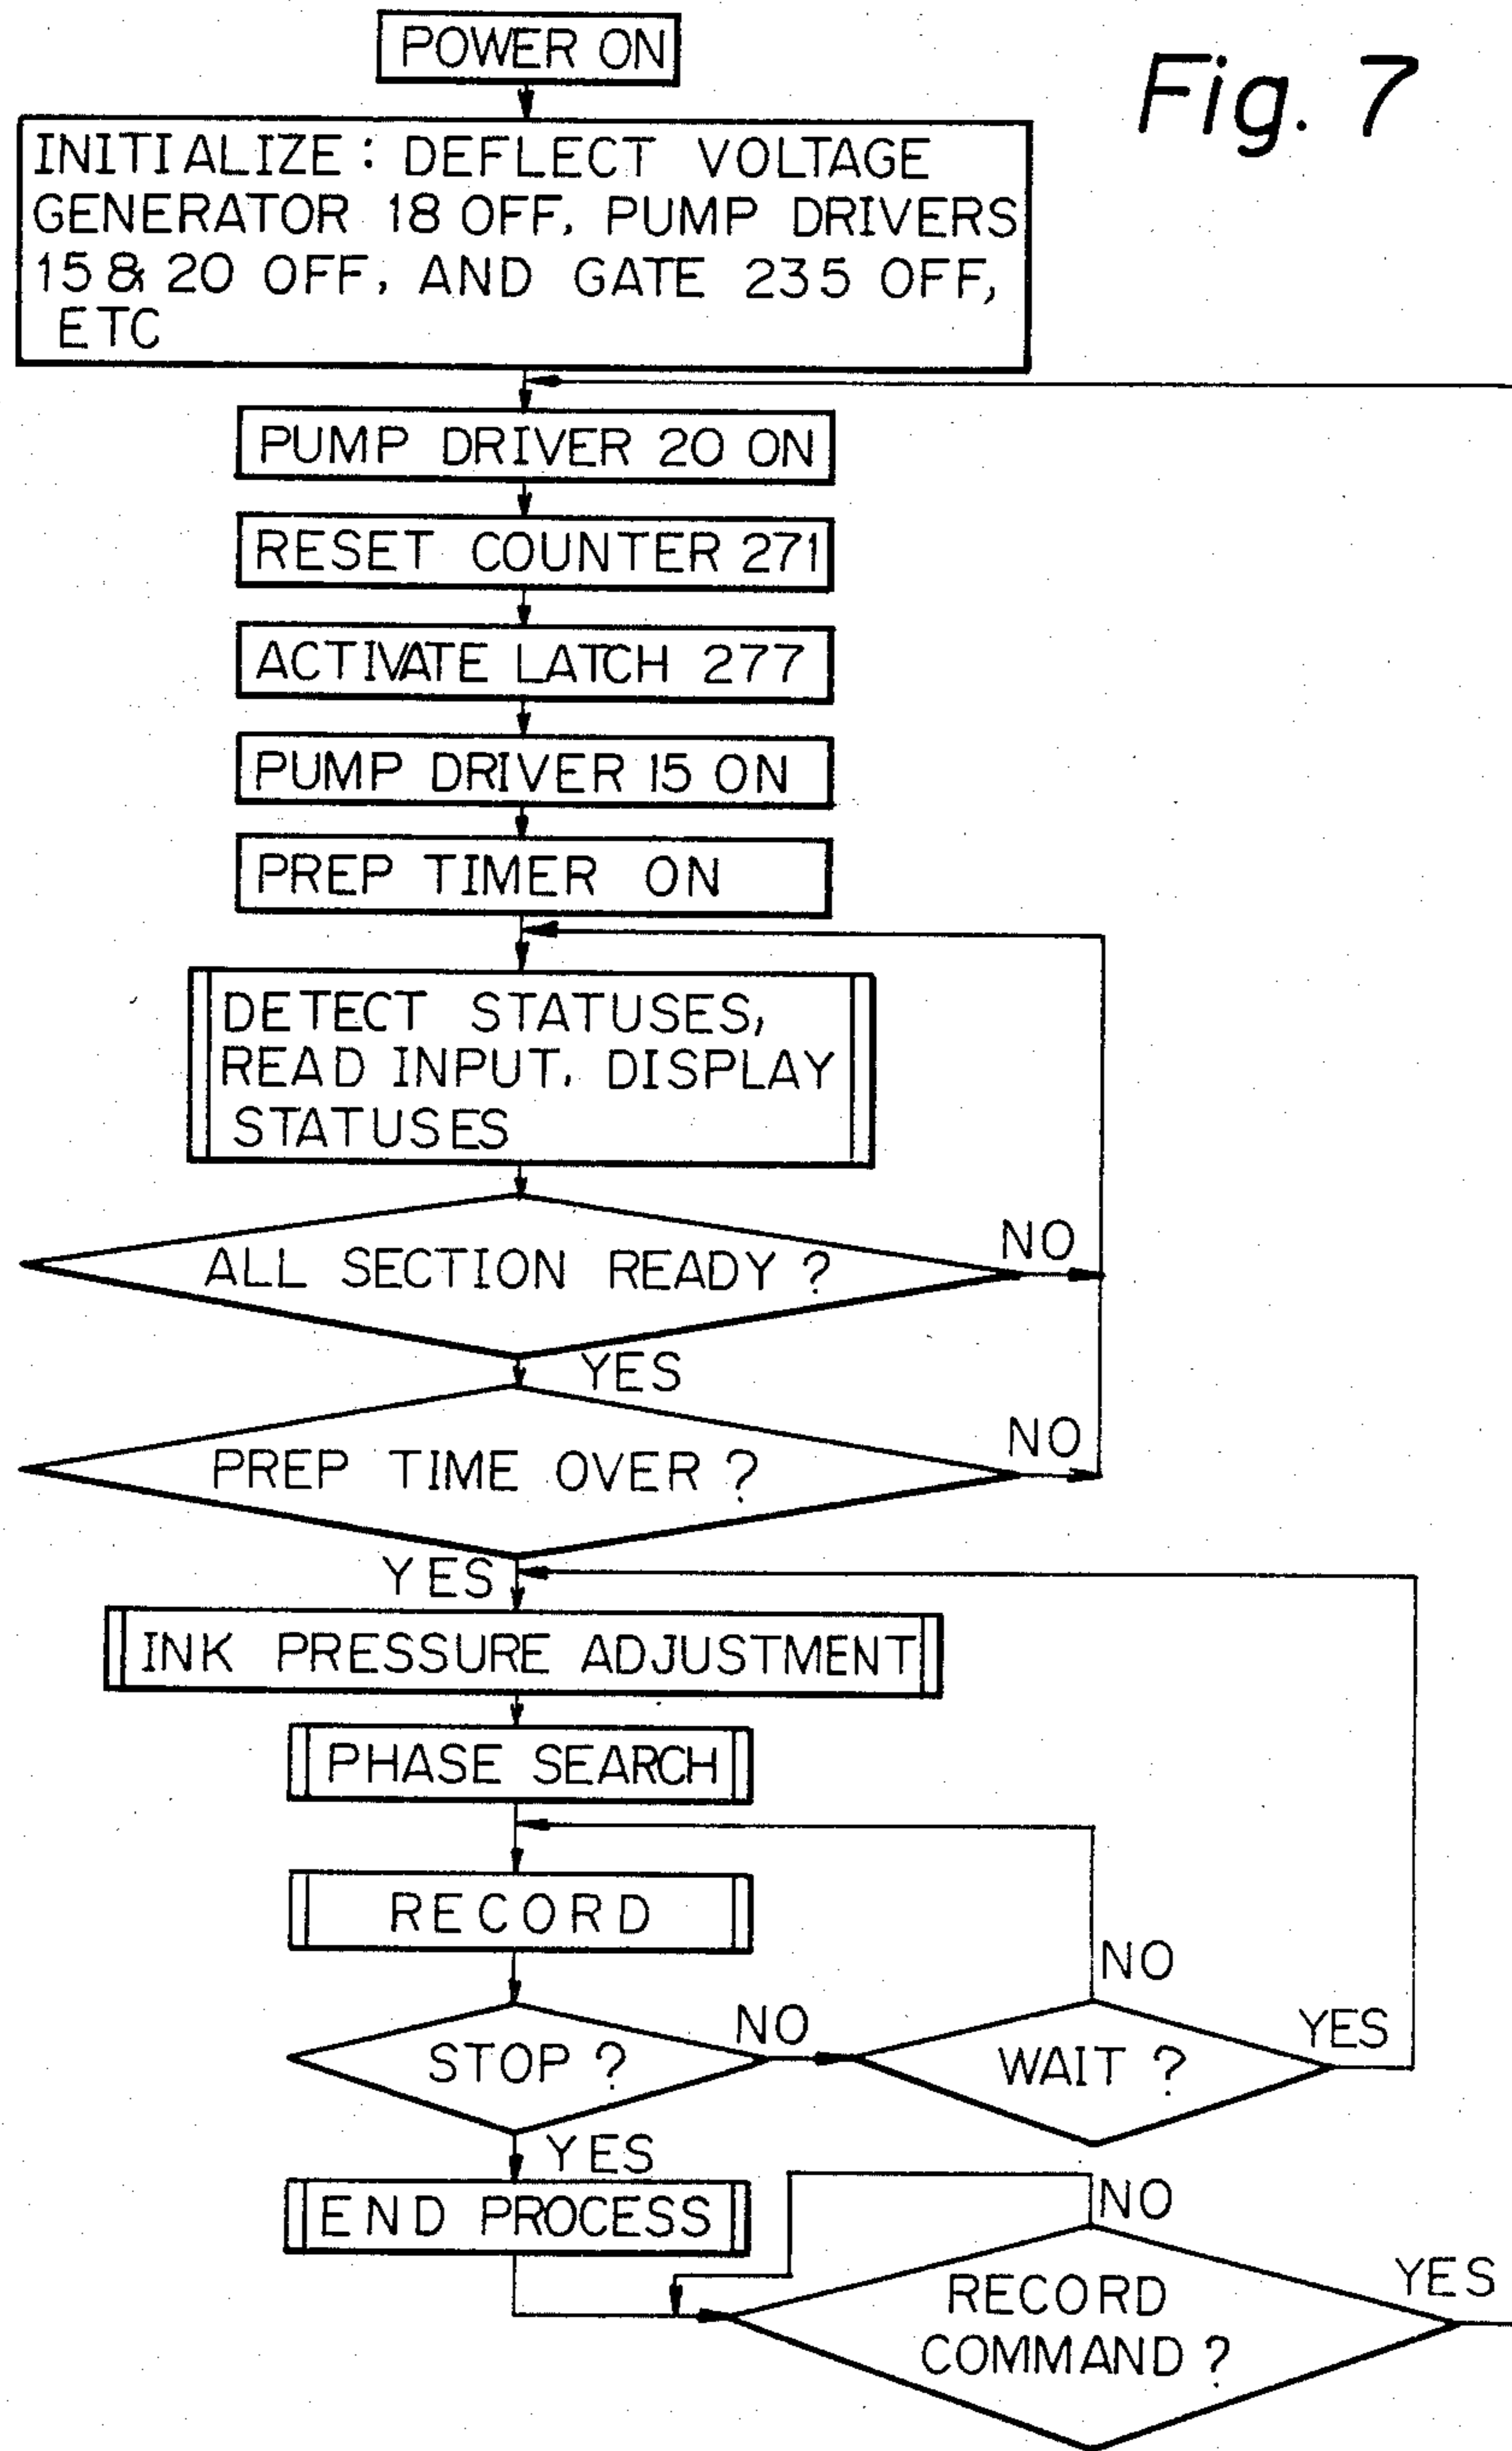 Fig. 7
POWER ON
INITIALIZE : DEFLECT VOLTAGE
GENERATOR 18 OFF, PUMP DRIVERS
15 & 20 OFF, AND GATE 235 OFF,
ETC
PUMP DRIVER 20 ON
RESET COUNTER 271
ACTIVATE LATCH 277
PUMP DRIVER 15 ON
PREP TIMER ON
DETECT STATUSES,
READ INPUT, DISPLAY
STATUSES
ALL SECTION READY ?
NO
YES
PREP TIME OVER ?
NO
YES
INK PRESSURE ADJUSTMENT
PHASE SEARCH
RECORD
NO
STOP ?
NO
WAIT ?
YES
YES
END PROCESS
NO
RECORD
COMMAND ?
YES